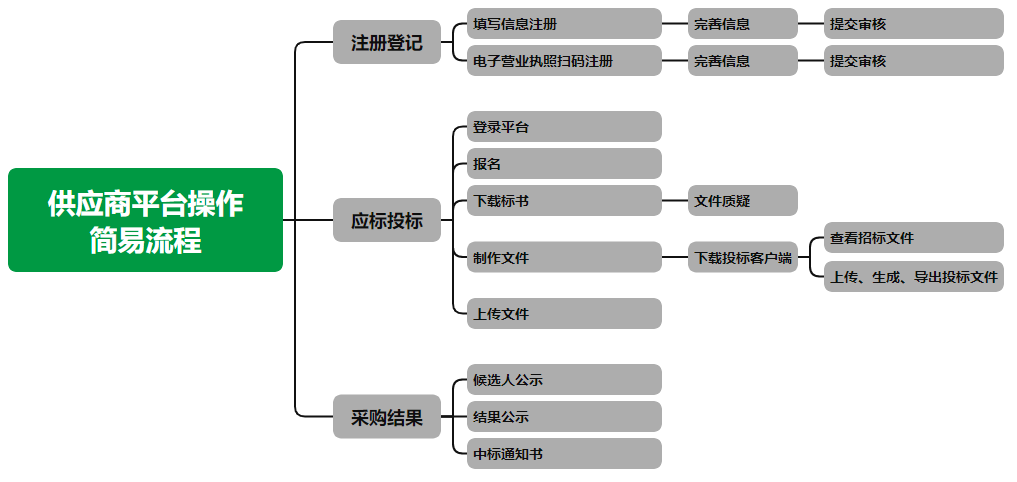 供应商平台操作
简易流程
注册登记
填写信息注册
完善信息
提交审核
电子营业执照扫码注册
完善信息
提交审核
应标投标
登录平台
报名
下载标书
文件质疑
制作文件
下载投标客户端
查看招标文件
上传、生成、导出投标文件
上传文件
采购结果
候选人公示
结果公示
中标通知书